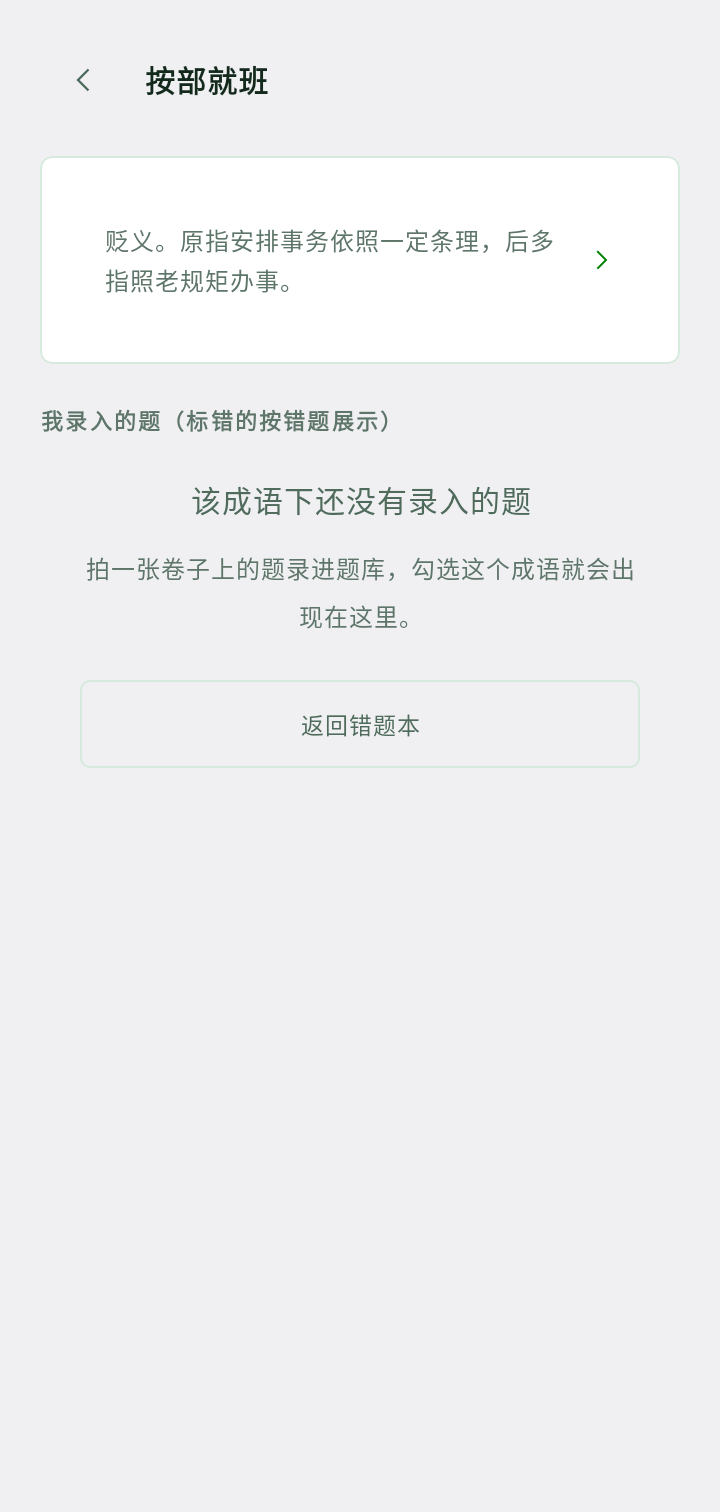 按部就班
贬义。原指安排事务依照一定条理，后多
指照老规矩办事。
我录入的题（标错的按错题展示）
该成语下还没有录入的题
拍一张卷子上的题录进题库，勾选这个成语就会出
现在这里。
返回错题本